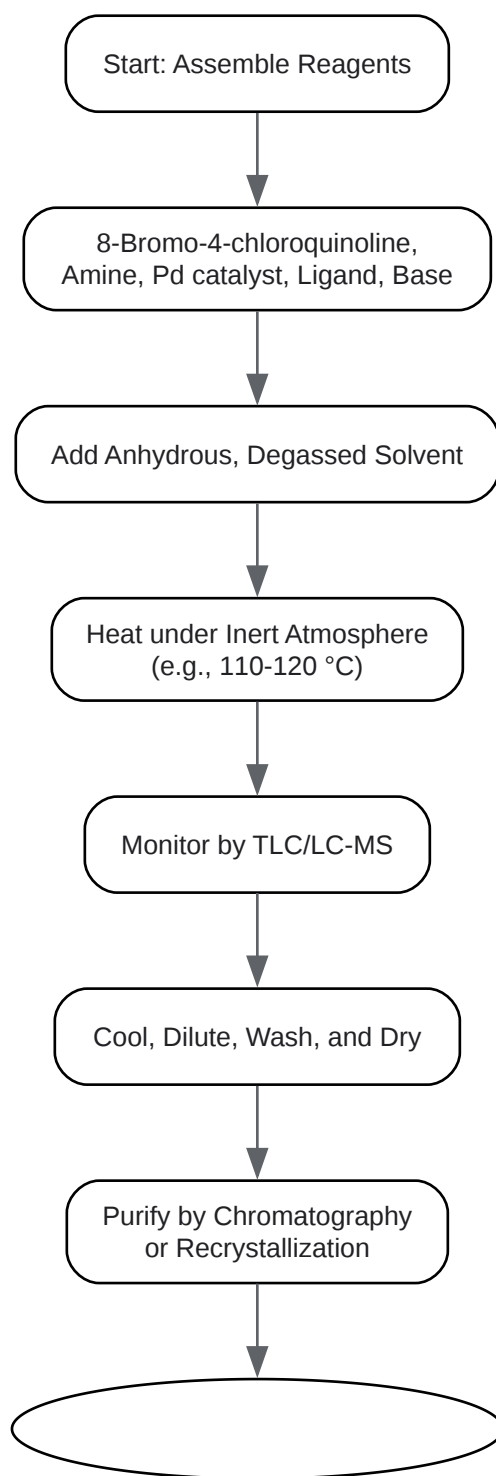 Start: Assemble Reagents
8-Bromo-4-chloroquinoline,
Amine, Pd catalyst, Ligand, Base
Add Anhydrous, Degassed Solvent
Heat under Inert Atmosphere
(e.g., 110-120 °C)
Monitor by TLC/LC-MS
Cool, Dilute, Wash, and Dry
Purify by Chromatography
or Recrystallization